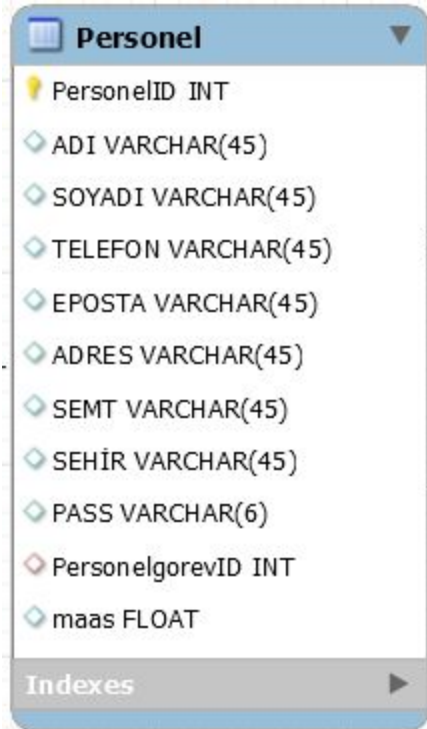 Personel
PersonelID INT
ADI VARCHAR(45)
SOYADI VARCHAR(45)
TELEFON VARCHAR(45)
EPOSTA VARCHAR(45)
ADRES VARCHAR(45)
SEMT VARCHAR(45)
SEHİR VARCHAR(45)
PASS VARCHAR(6)
PersonelgorevID INT
maas FLOAT
Indexes